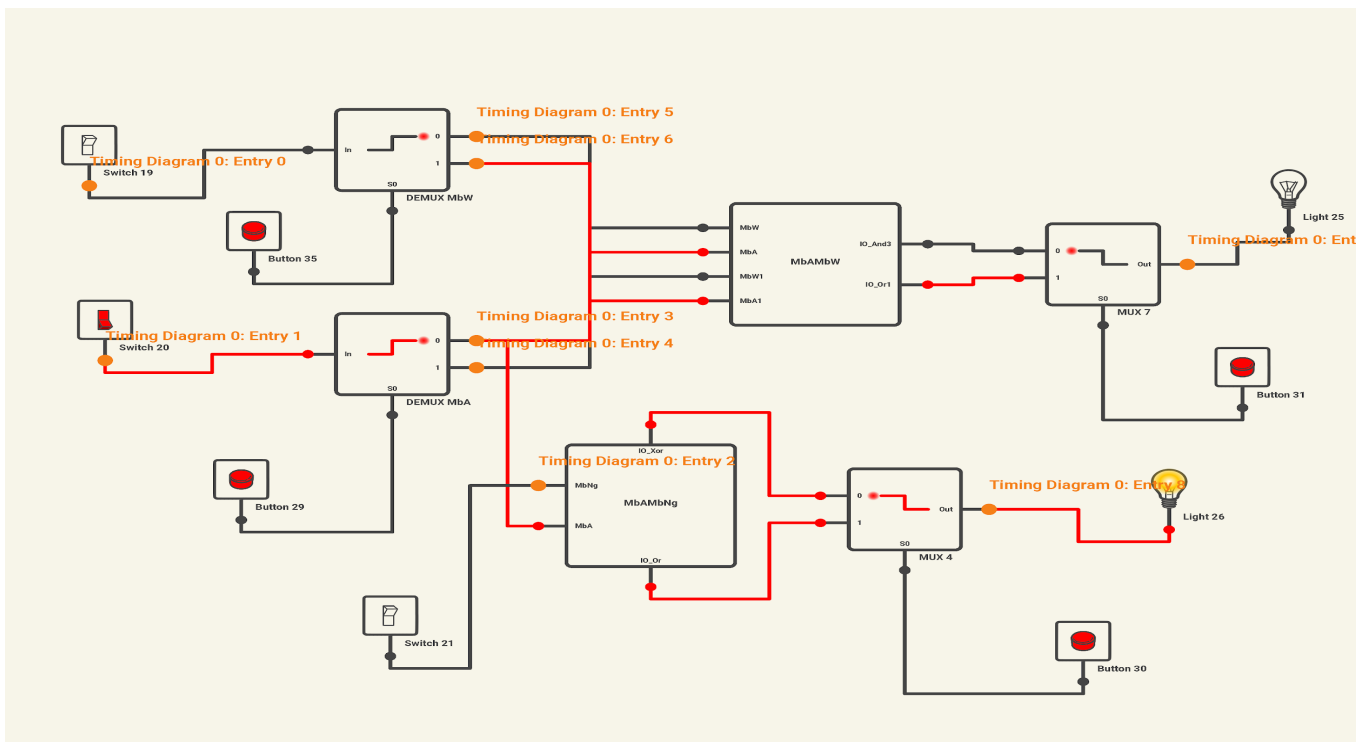 Timing Diagram 0: Entry 5
0
Timing Diagram 0: Entry 6
In
1
Timing Diagram 0: Entry 0
Switch 19
S0
DEMUX MbW
Button 35
MbW
IO_And3
MbA
MbAMbW
MbW1
IO_Or1
MbA1
Light 25
Timing Diagram 0: Ent
0
Out
1
S0
MUX 7
Button 31
Timing Diagram 0: Entry 1
Switch 20
Timing Diagram 0: Entry 3
0
Timing Diagram 0: Entry 4
In
1
S0
DEMUX MbA
Button 29
IO_Xor
Timing Diagram 0: Entry 2
MbNg
MbAMbNg
MbA
IO_Or
Switch 21
Timing Diagram 0: Entry 8
0
Out
1
S0
MUX 4
Light 26
Button 30